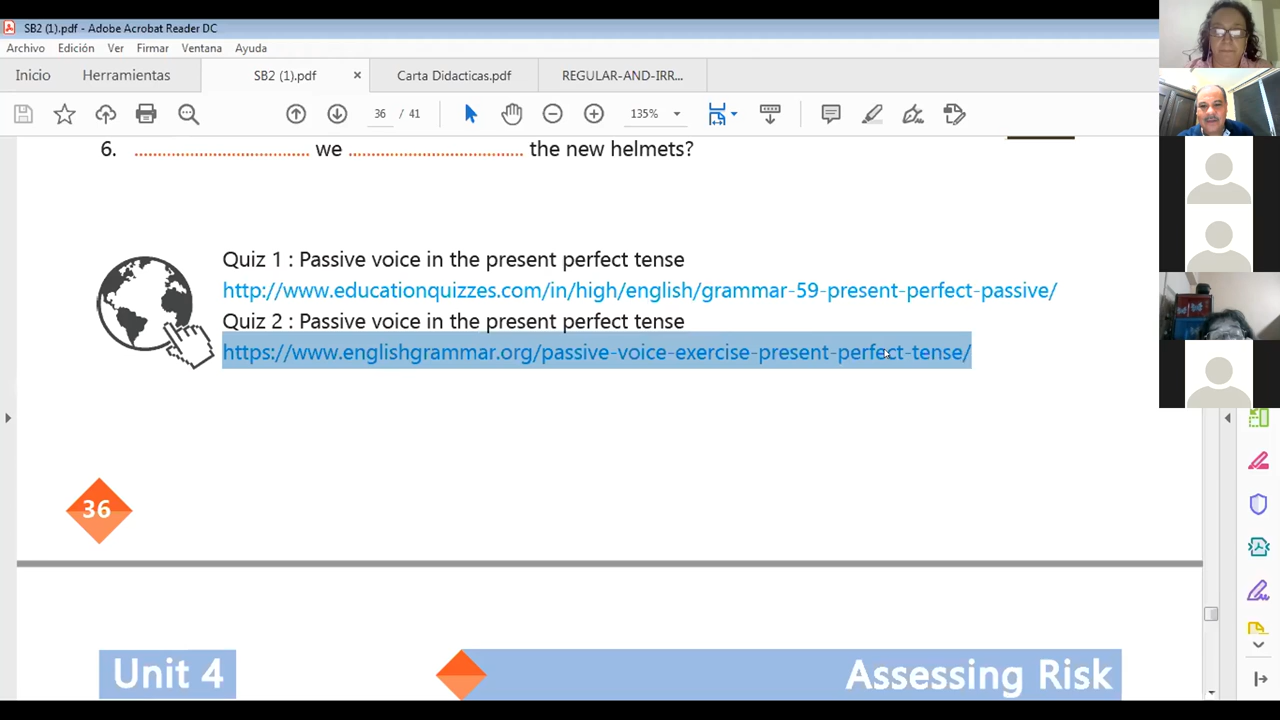 SB2 (1).pdf - Adobe Acrobat Reader DC
Archivo Edición Ver Firmar Ventana Ayuda
Inicio Herramientas SB2 (1).pdf × Carta Didacticas.pdf REGULAR-AND-IRR...
36 / 41 135%
6. .................................. we .................................. the new helmets?
Quiz 1 : Passive voice in the present perfect tense
http://www.educationquizzes.com/in/high/english/grammar-59-present-perfect-passive/
Quiz 2 : Passive voice in the present perfect tense
https://www.englishgrammar.org/passive-voice-exercise-present-perfect-tense/
36
Unit 4 Assessing Risk